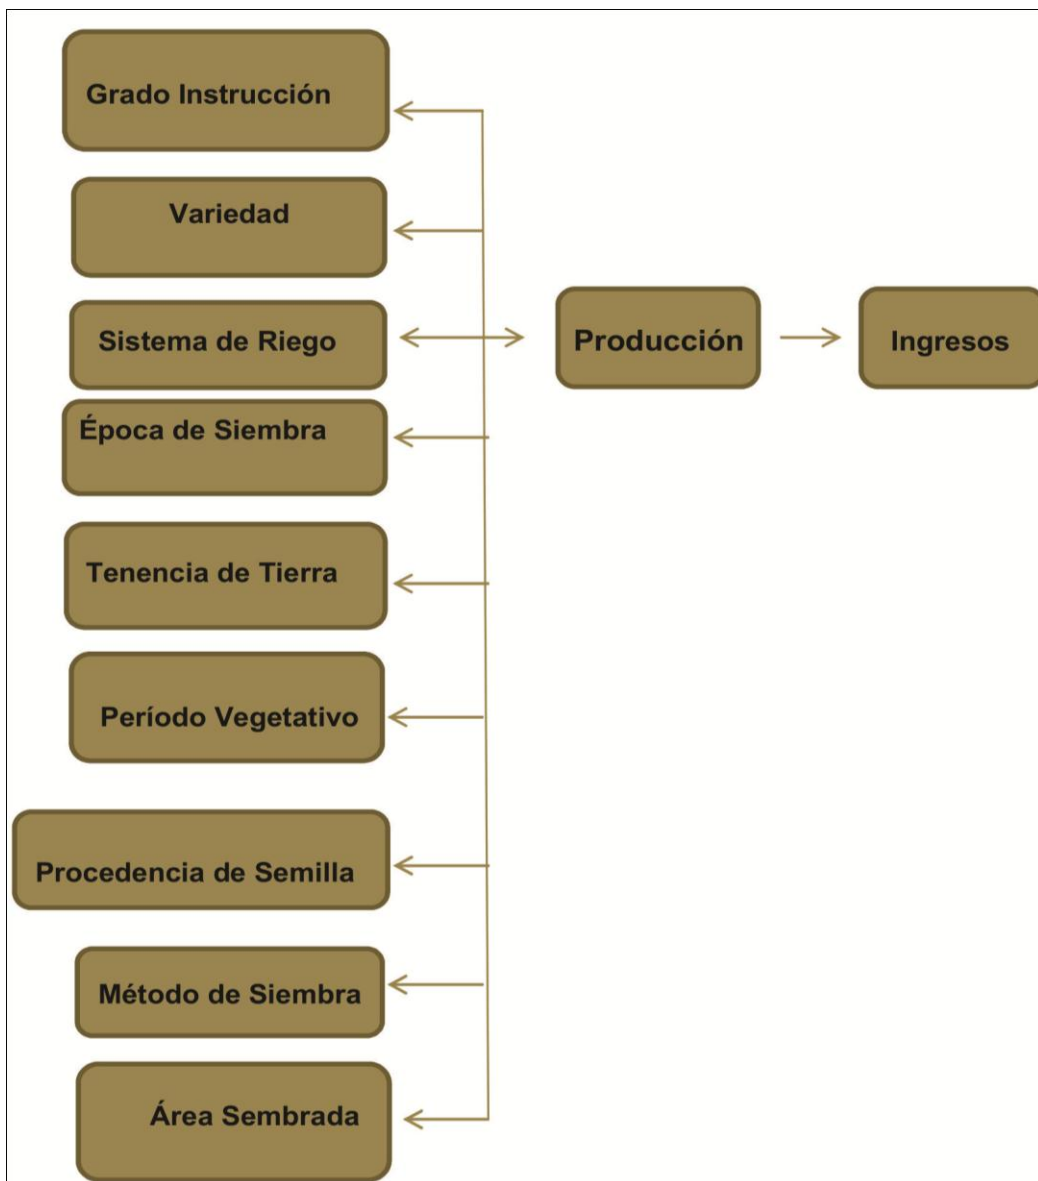 Grado Instrucción
Variedad
Sistema de Riego
Época de Siembra
Tenencia de Tierra
Período Vegetativo
Procedencia de Semilla
Método de Siembra
Área Sembrada
Producción
Ingresos